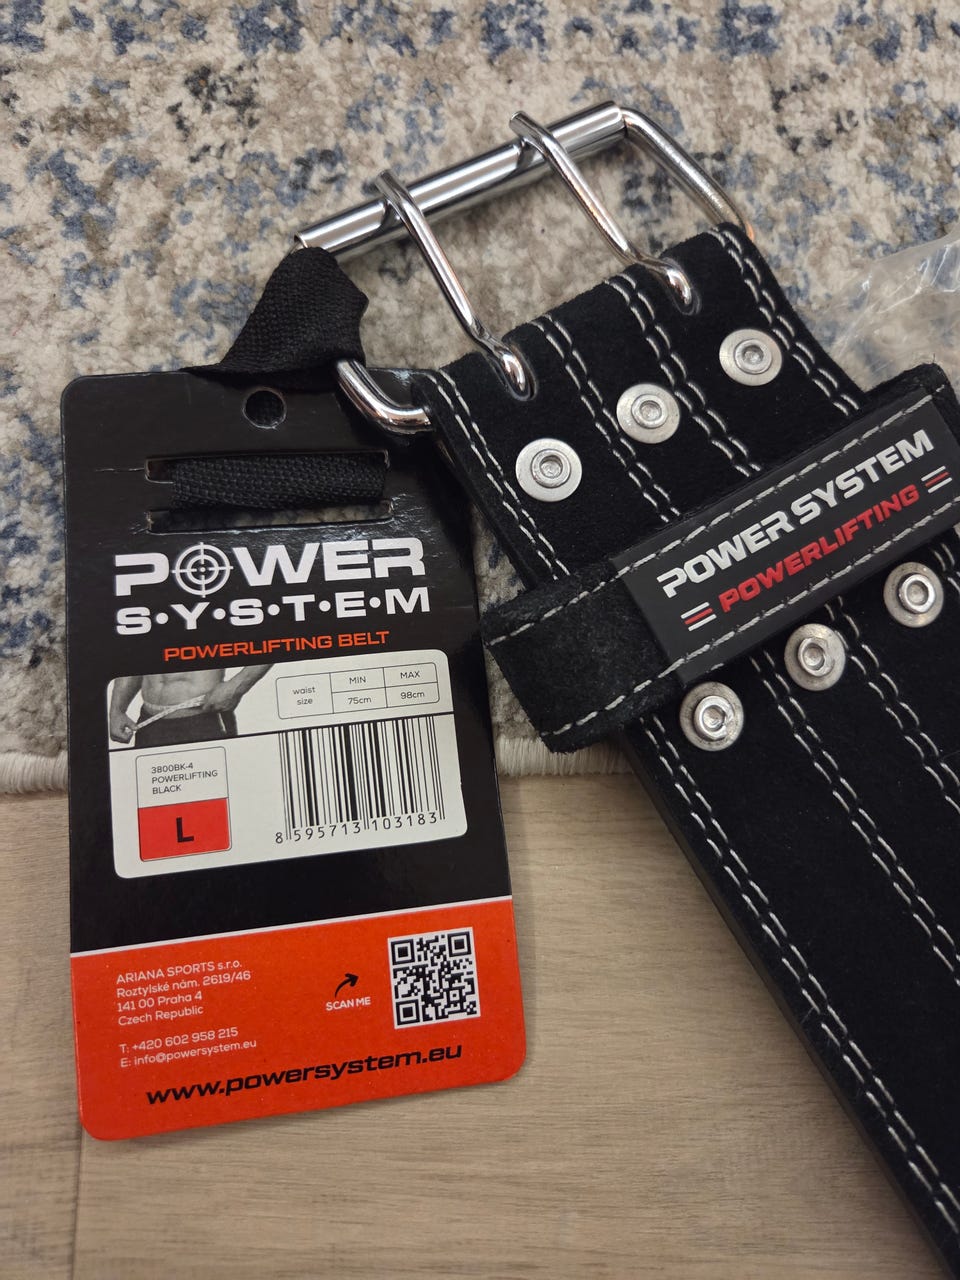 POWER
S·Y·S·T·E·M
POWERLIFTING BELT
waist size
MIN
MAX
75cm
98cm
3800BK-4
POWERLIFTING
BLACK
L
8 595713 103183
ARIANA SPORTS s.r.o.
Roztylské nám. 2619/46
141 00 Praha 4
Czech Republic
T: +420 602 958 215
E: info@powersystem.eu
SCAN ME
www.powersystem.eu
POWER SYSTEM
POWERLIFTING